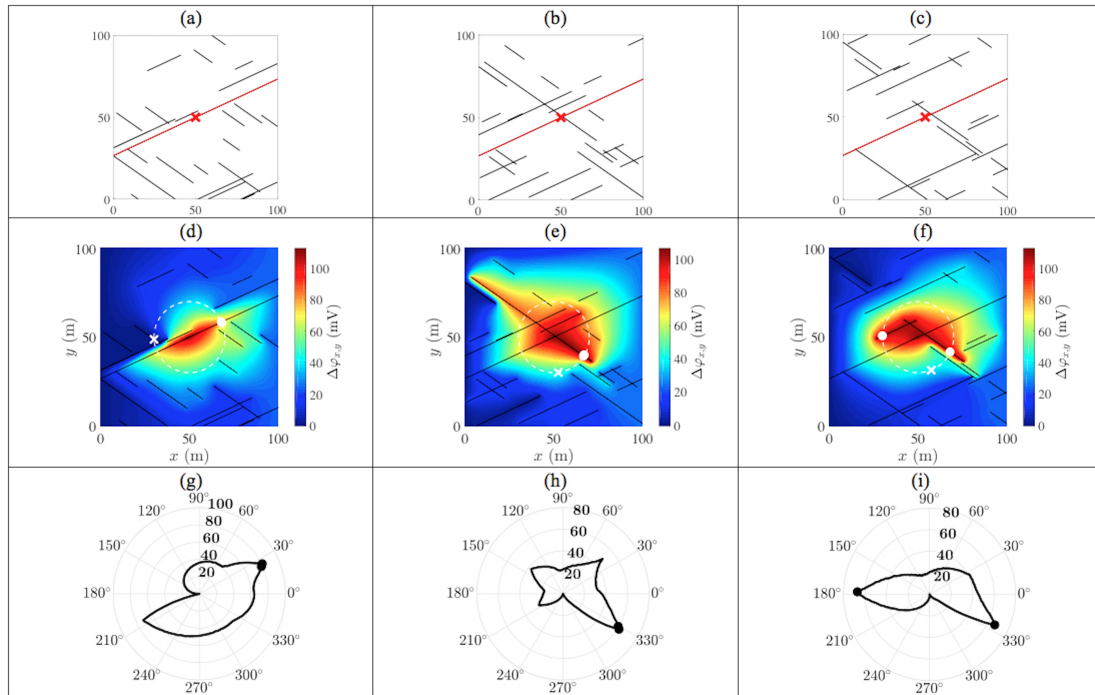 (a) (b) (c)
100 100 100
50 50 50
0 0 0
0 50 100 0 50 100 0 50 100
(d) (e) (f)
100 100 100
50 50 50
0 0 0
y (m) y (m) y (m)
0 50 100 0 50 100 0 50 100
x (m) x (m) x (m)
100 80 60 40 20 0
Δφx,y (mV)
100 80 60 40 20 0
Δφx,y (mV)
100 80 60 40 20 0
Δφx,y (mV)
(g) (h) (i)
90° 100 90° 80 90° 80
120° 60° 120° 60° 120° 60°
80 60 60
60 40 40
150° 40 30° 150° 30° 150° 30°
20 20 20
180° 0° 180° 0° 180° 0°
210° 330° 210° 330° 210° 330°
240° 300° 240° 300° 240° 300°
270° 270° 270°